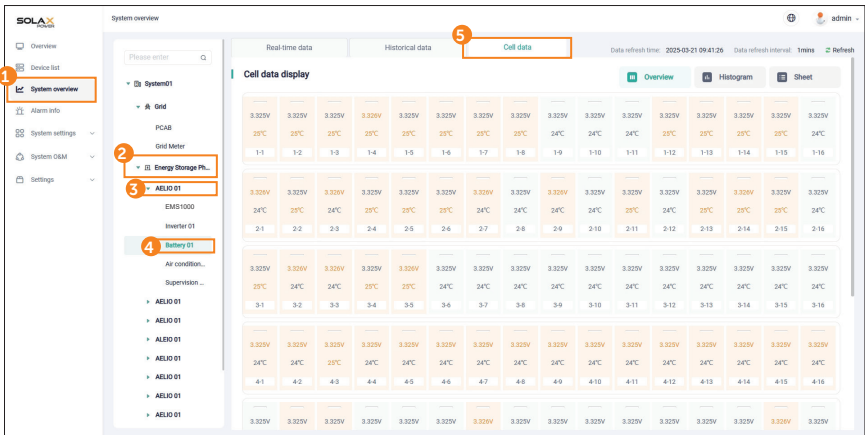 SOLAX
POWER
System overview
admin
Overview
Device list
1
System overview
Alarm info
System settings
System O&M
Settings
Please enter
System01
Grid
PCAB
Grid Meter
2
Energy Storage Ph...
3
AELIO 01
EMS1000
Inverter 01
4
Battery 01
Air condition...
Supervision ...
AELIO 01
AELIO 01
ALEIO 01
AELIO 01
AELIO 01
AELIO 01
AELIO 01
5
Real-time data Historical data Cell data
Data refresh time: 2025-03-21 09:41:26 Data refresh interval: 1mins Refresh
Cell data display
Overview Histogram Sheet
3.325V 3.325V 3.325V 3.326V 3.325V 3.325V 3.325V 3.325V 3.325V 3.325V 3.325V 3.325V 3.325V 3.325V 3.325V 3.325V
25℃ 25℃ 25℃ 25℃ 25℃ 25℃ 25℃ 25℃ 24℃ 24℃ 24℃ 25℃ 25℃ 25℃ 25℃ 24℃
1-1 1-2 1-3 1-4 1-5 1-6 1-7 1-8 1-9 1-10 1-11 1-12 1-13 1-14 1-15 1-16
3.326V 3.325V 3.325V 3.325V 3.325V 3.325V 3.326V 3.325V 3.326V 3.325V 3.325V 3.325V 3.325V 3.325V 3.325V 3.325V
24℃ 25℃ 24℃ 25℃ 25℃ 25℃ 24℃ 24℃ 24℃ 24℃ 25℃ 24℃ 25℃ 25℃ 25℃ 24℃
2-1 2-2 2-3 2-4 2-5 2-6 2-7 2-8 2-9 2-10 2-11 2-12 2-13 2-14 2-15 2-16
3.325V 3.326V 3.326V 3.326V 3.326V 3.325V 3.325V 3.325V 3.325V 3.325V 3.325V 3.325V 3.325V 3.325V 3.325V 3.325V
25℃ 24℃ 24℃ 25℃ 25℃ 24℃ 24℃ 24℃ 24℃ 24℃ 24℃ 24℃ 24℃ 24℃ 24℃ 24℃
3-1 3-2 3-3 3-4 3-5 3-6 3-7 3-8 3-9 3-10 3-11 3-12 3-13 3-14 3-15 3-16
3.325V 3.325V 3.325V 3.325V 3.325V 3.325V 3.325V 3.325V 3.325V 3.325V 3.325V 3.325V 3.325V 3.325V 3.325V 3.325V
24℃ 24℃ 25℃ 24℃ 24℃ 24℃ 24℃ 24℃ 24℃ 24℃ 24℃ 24℃ 24℃ 24℃ 24℃ 24℃
4-1 4-2 4-3 4-4 4-5 4-6 4-7 4-8 4-9 4-10 4-11 4-12 4-13 4-14 4-15 4-16
3.325V 3.325V 3.325V 3.325V 3.325V 3.325V 3.326V 3.325V 3.325V 3.325V 3.325V 3.325V 3.325V 3.325V 3.326V 3.325V